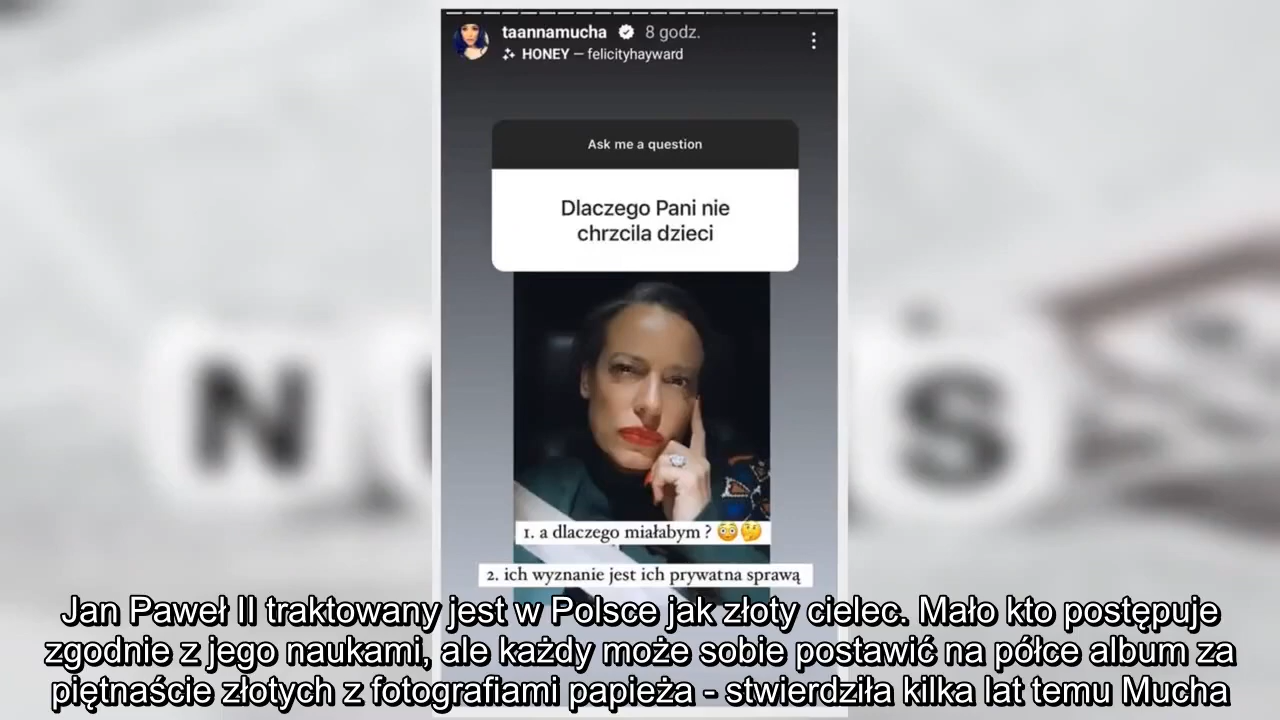 taannamucha 8 godz.
HONEY — felicityhayward
Ask me a question
Dlaczego Pani nie
chrzcila dzieci
1. a dlaczego miałabym ? 😳🤔
2. ich wyznanie jest ich prywatna sprawą
N
S
Jan Paweł II traktowany jest w Polsce jak złoty cielec. Mało kto postępuje
zgodnie z jego naukami, ale każdy może sobie postawić na półce album za
piętnaście złotych z fotografiami papieża - stwierdziła kilka lat temu Mucha